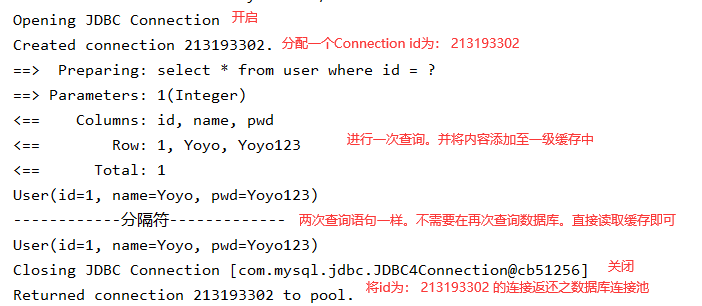 Opening JDBC Connection 开启
Created connection 213193302. 分配一个Connection id为： 213193302
==>  Preparing: select * from user where id = ?
==> Parameters: 1(Integer)
<==    Columns: id, name, pwd
<==        Row: 1, Yoyo, Yoyo123 进行一次查询。并将内容添加至一级缓存中
<==      Total: 1
User(id=1, name=Yoyo, pwd=Yoyo123)
------------分隔符------------- 两次查询语句一样。不需要在再次查询数据库。直接读取缓存即可
User(id=1, name=Yoyo, pwd=Yoyo123)
Closing JDBC Connection [com.mysql.jdbc.JDBC4Connection@cb51256] 关闭
Returned connection 213193302 to pool. 将id为： 213193302 的连接返还之数据库连接池